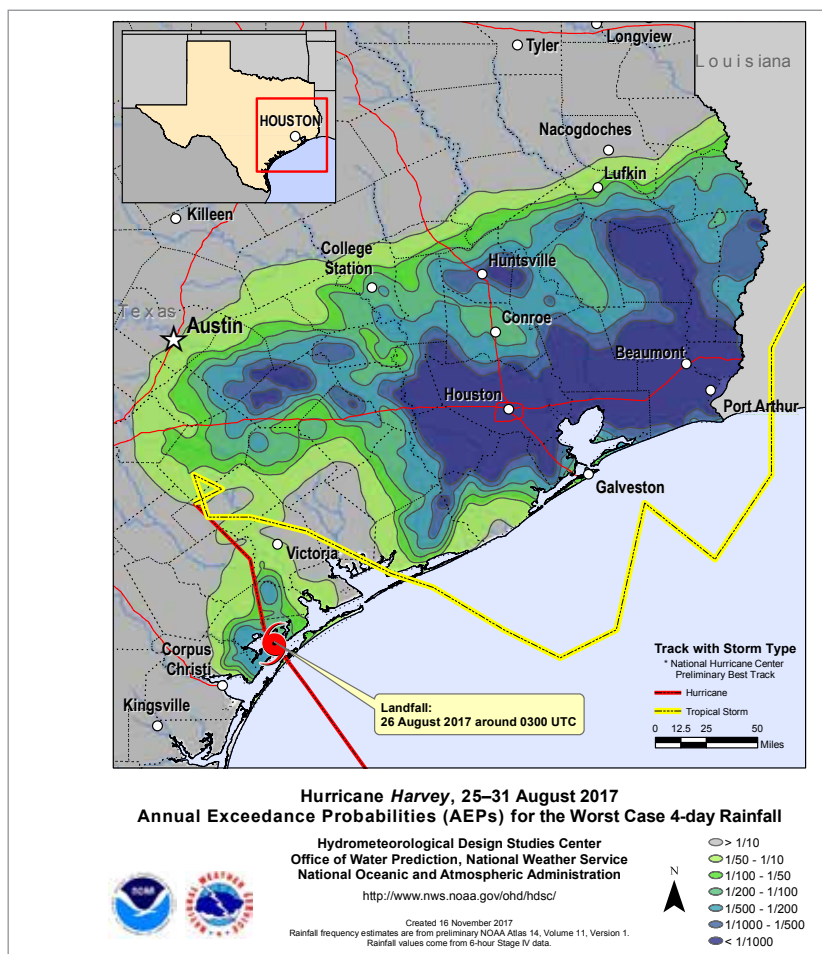 Longview
Tyler
Louisiana
HOUSTON
Nacogdoches
Lufkin
Killeen
College
Station
Huntsville
Texas
Austin
Conroe
Beaumont
Houston
Port Arthur
Galveston
Victoria
Corpus
Christi
Kingsville
Landfall:
26 August 2017 around 0300 UTC
Track with Storm Type
* National Hurricane Center
Preliminary Best Track
Hurricane
Tropical Storm
0 12.5 25 50
Miles
Hurricane Harvey, 25–31 August 2017
Annual Exceedance Probabilities (AEPs) for the Worst Case 4-day Rainfall
Hydrometeorological Design Studies Center
Office of Water Prediction, National Weather Service
National Oceanic and Atmospheric Administration
http://www.nws.noaa.gov/ohd/hdsc/
Created 16 November 2017
Rainfall frequency estimates are from preliminary NOAA Atlas 14, Volume 11, Version 1.
Rainfall values come from 6-hour Stage IV data.
NOAA
NATIONAL WEATHER SERVICE
N
> 1/10
1/50 - 1/10
1/100 - 1/50
1/200 - 1/100
1/500 - 1/200
1/1000 - 1/500
< 1/1000